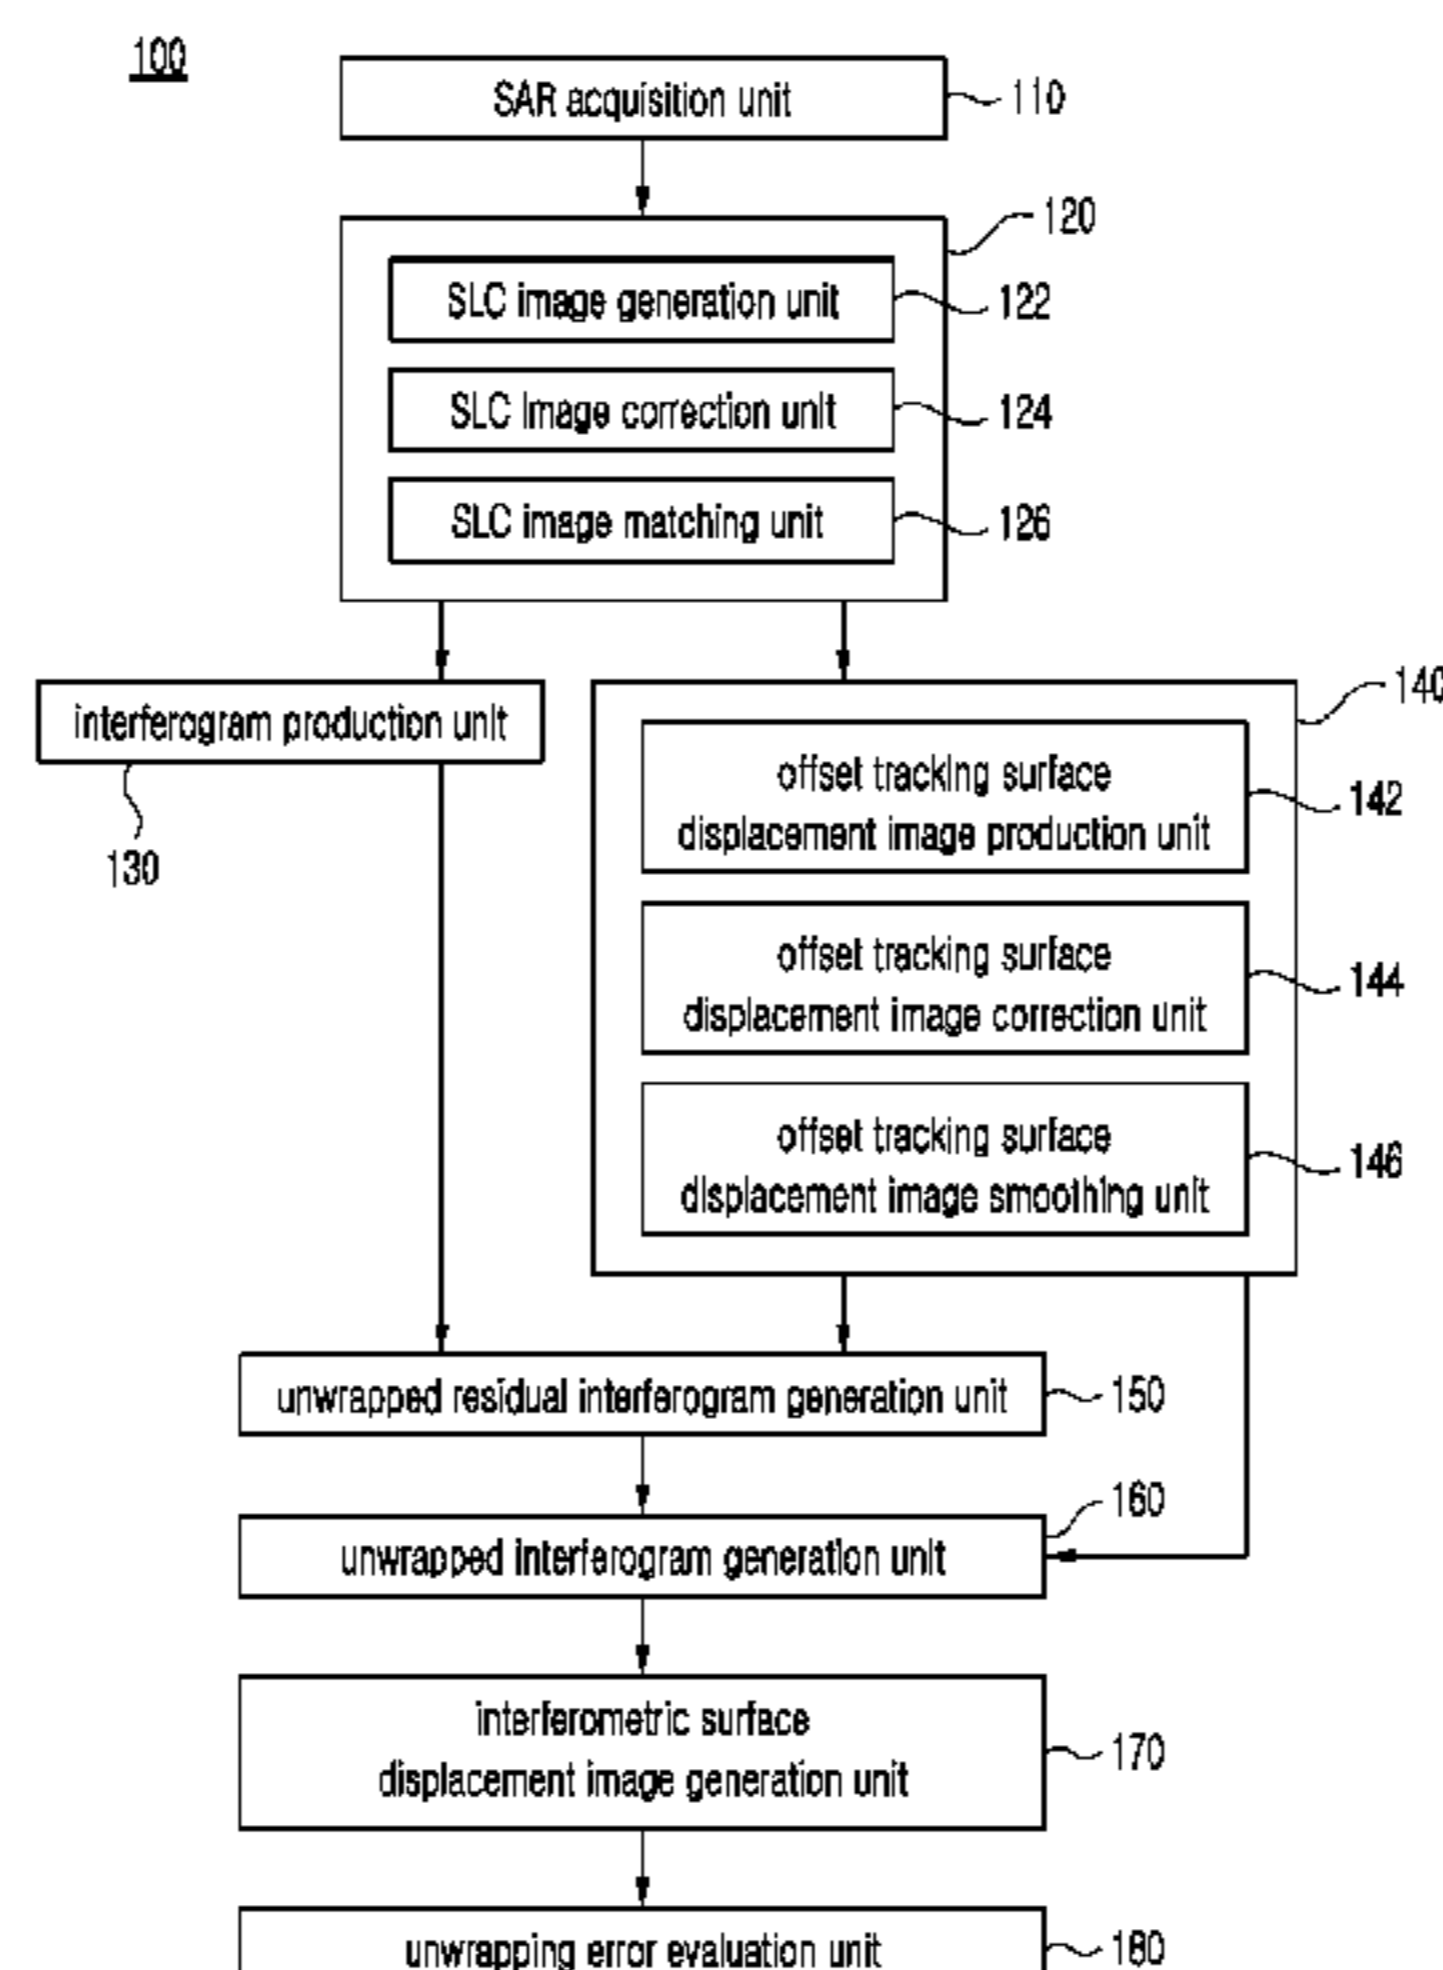 100
SAR acquisition unit 110
120
SLC image generation unit 122
SLC image correction unit 124
SLC image matching unit 126
interferogram production unit
130
140
offset tracking surface
displacement image production unit
142
offset tracking surface
displacement image correction unit
144
offset tracking surface
displacement image smoothing unit
146
unwrapped residual interferogram generation unit 150
160
unwrapped interferogram generation unit
interferometric surface
displacement image generation unit
170
unwrapping error evaluation unit 180